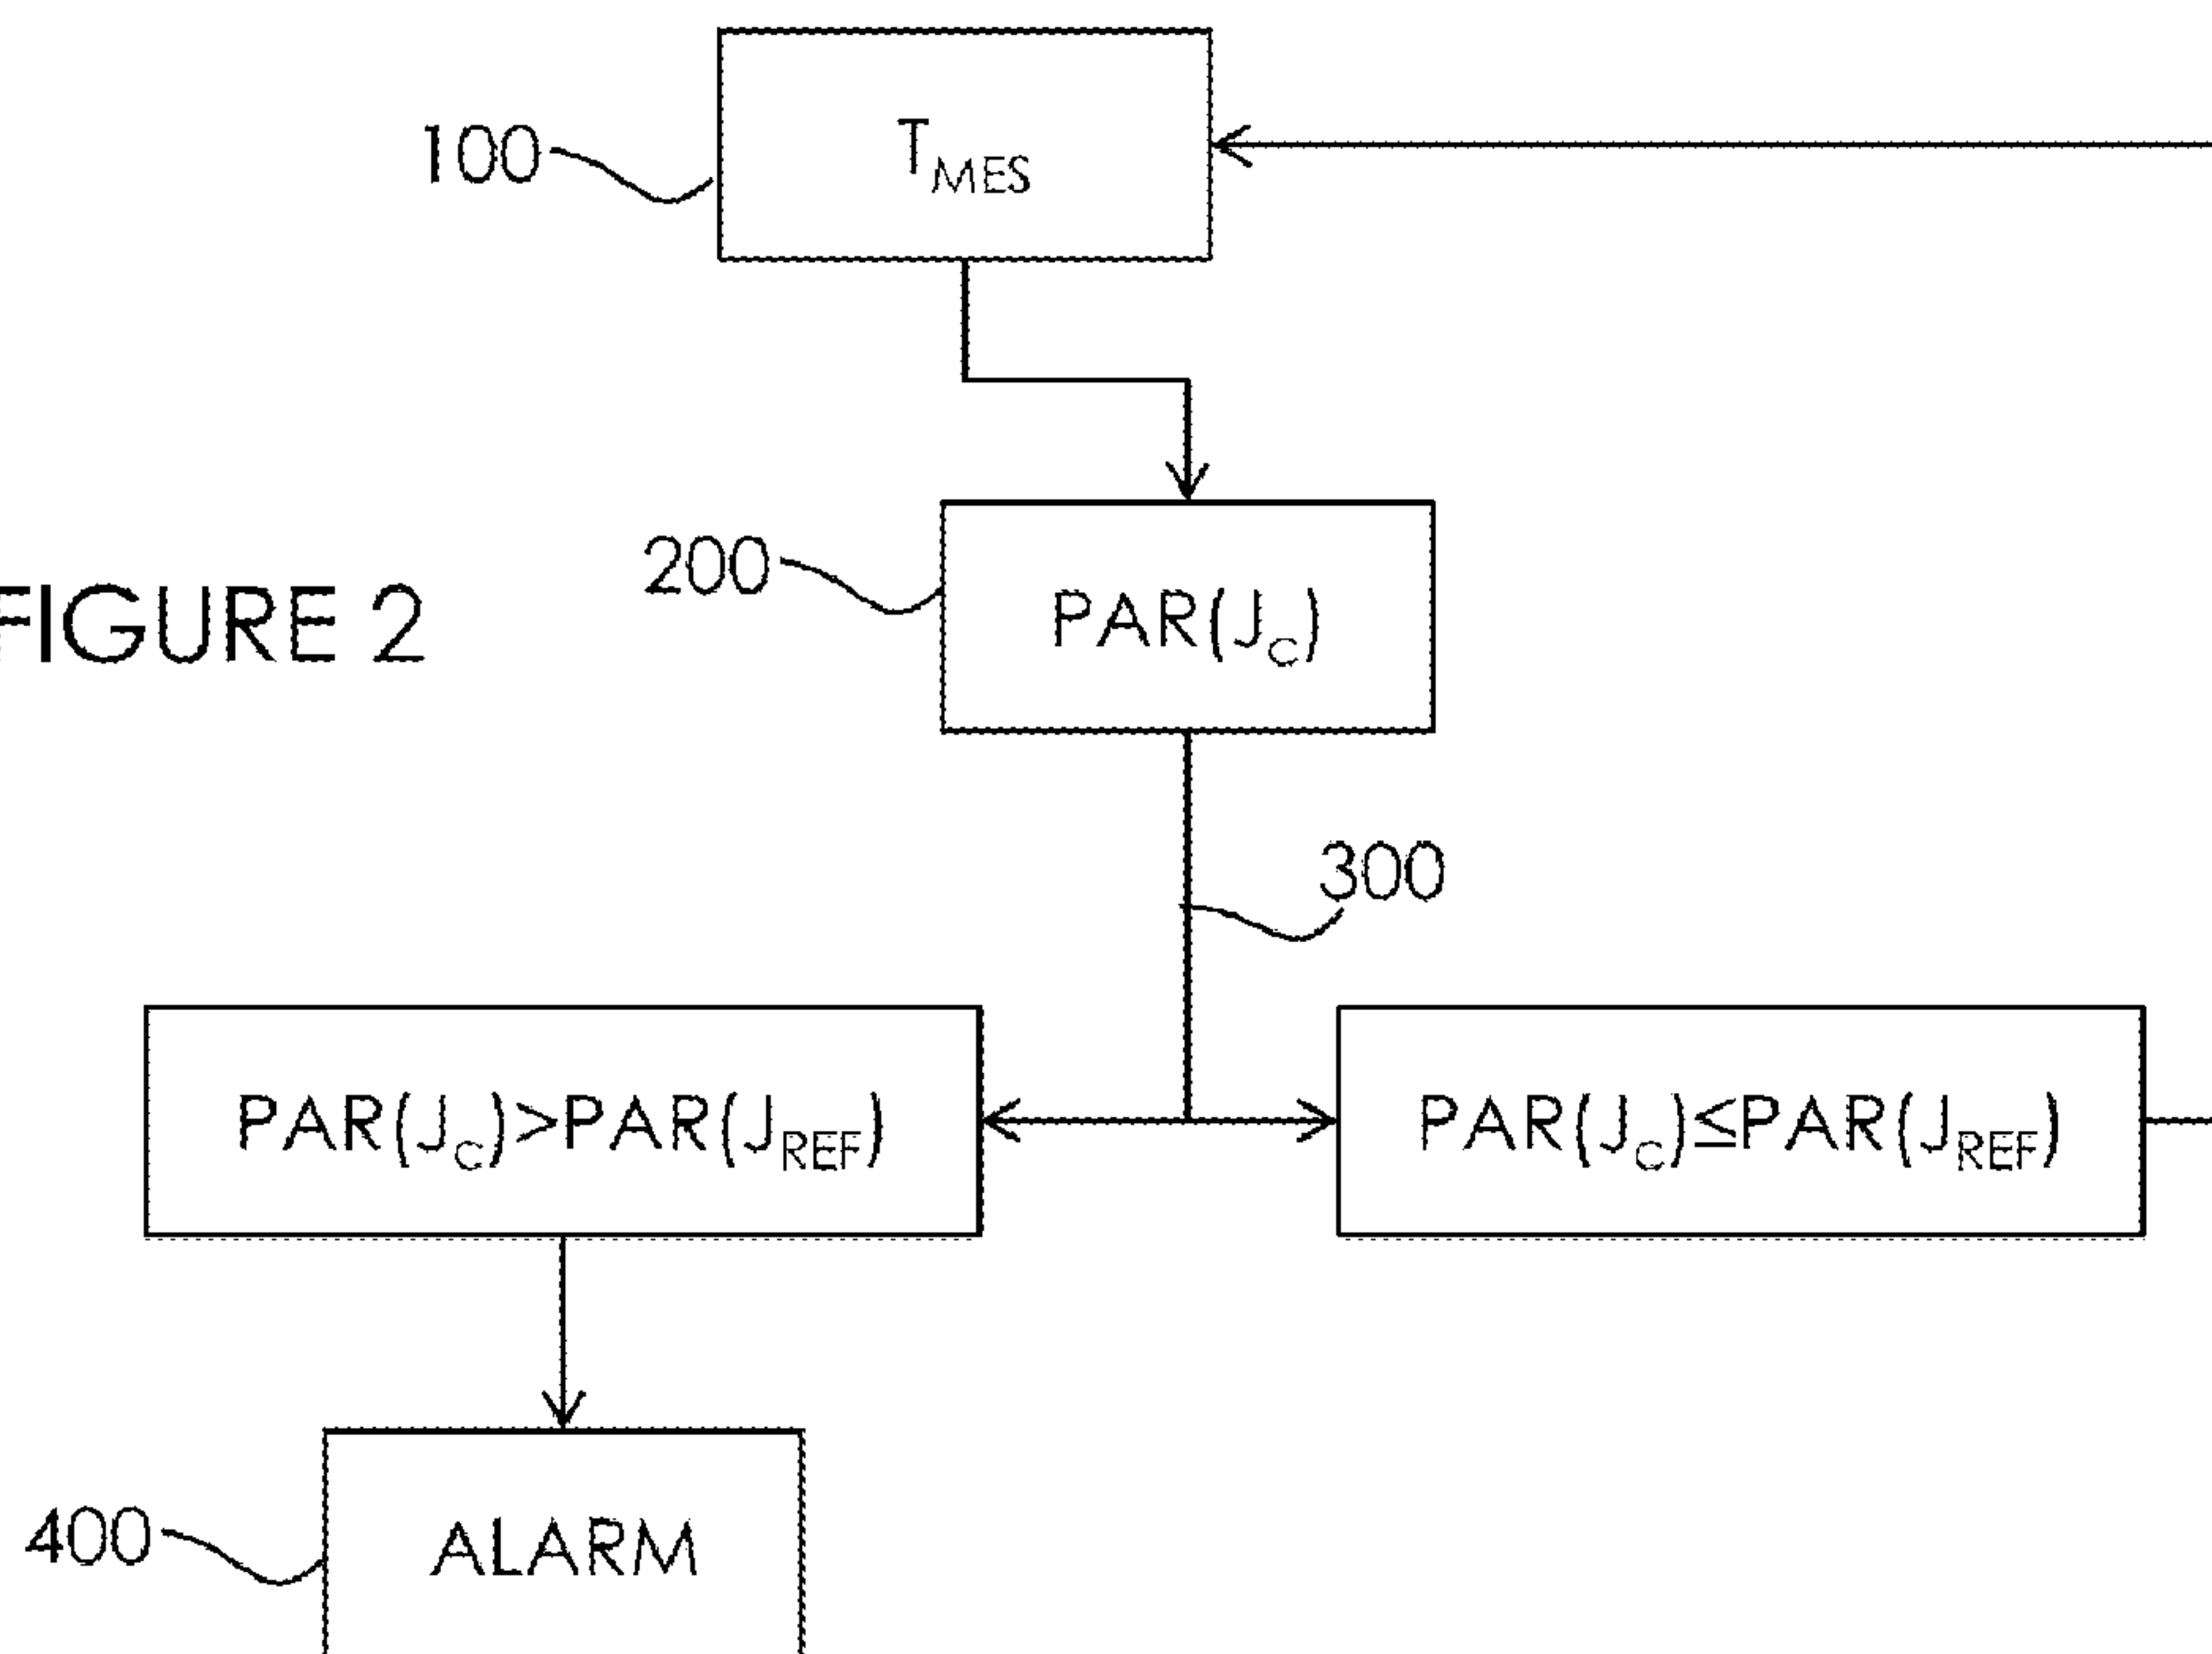 100
T_MES
200
PAR(J_C)
FIGURE 2
300
PAR(J_C)>PAR(J_REF)
PAR(J_C)≤PAR(J_REF)
400
ALARM